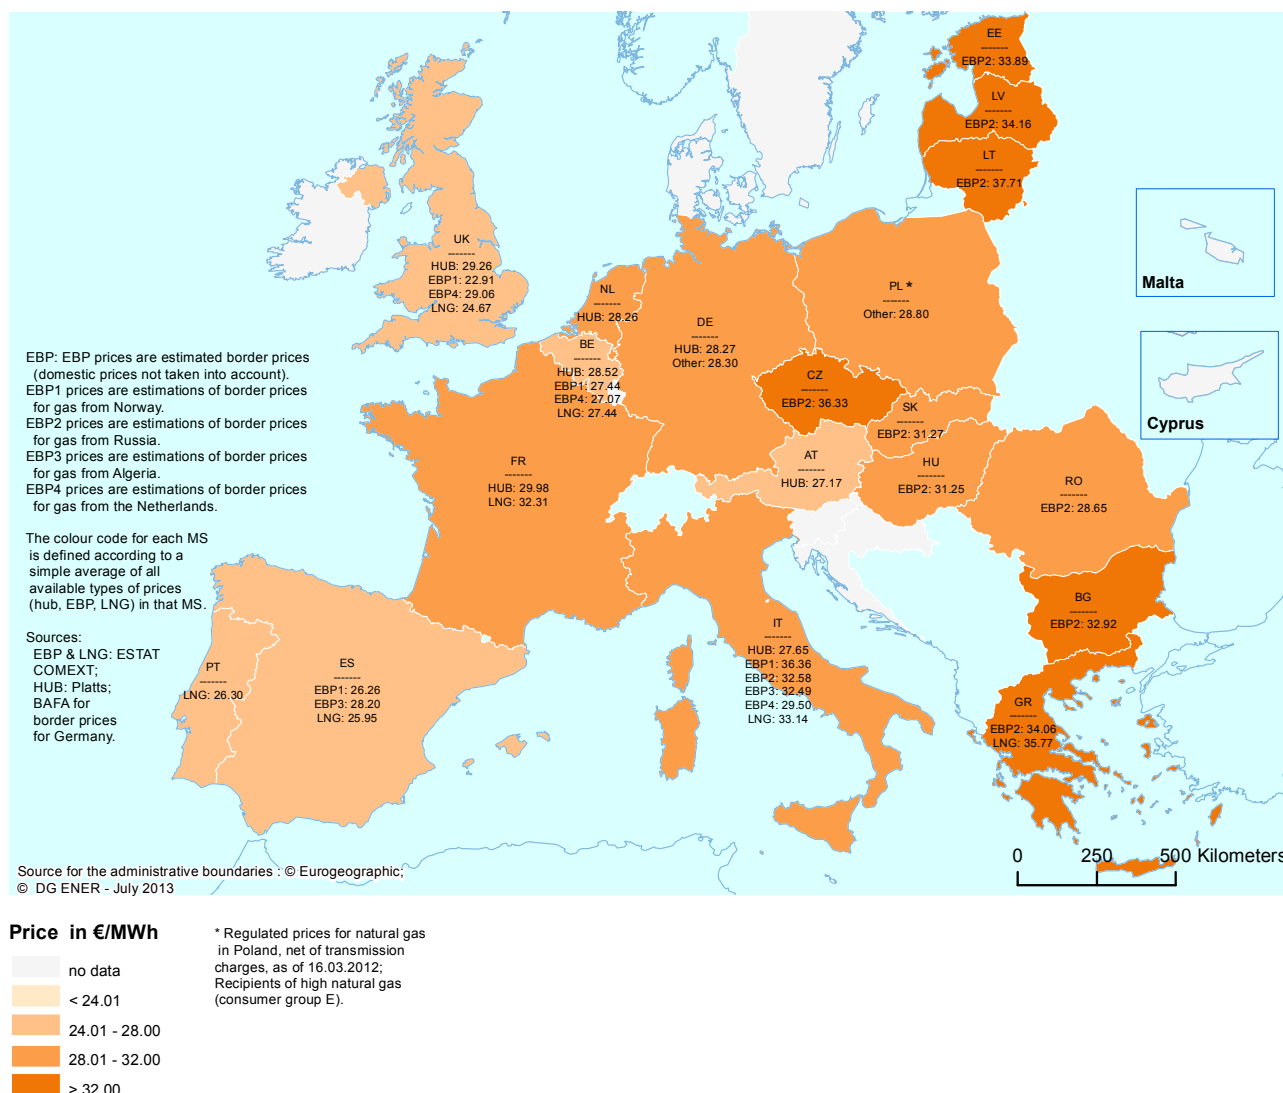 EE
-------
EBP2: 33.89
LV
-------
EBP2: 34.16
LT
-------
EBP2: 37.71
UK
-------
HUB: 29.26
EBP1: 22.91
EBP4: 29.06
LNG: 24.67
NL
-------
HUB: 28.26
BE
-------
HUB: 28.52
EBP1: 27.44
EBP4: 27.07
LNG: 27.44
DE
-------
HUB: 28.27
Other: 28.30
PL *
-------
Other: 28.80
Malta
Cyprus
CZ
-------
EBP2: 36.33
SK
-------
EBP2: 31.27
AT
-------
HUB: 27.17
HU
-------
EBP2: 31.25
RO
-------
EBP2: 28.65
FR
-------
HUB: 29.98
LNG: 32.31
BG
-------
EBP2: 32.92
IT
-------
HUB: 27.65
EBP1: 36.36
EBP2: 32.58
EBP3: 32.49
EBP4: 29.50
LNG: 33.14
PT
-------
LNG: 26.30
ES
-------
EBP1: 26.26
EBP3: 28.20
LNG: 25.95
GR
-------
EBP2: 34.06
LNG: 35.77
EBP: EBP prices are estimated border prices
(domestic prices not taken into account).
EBP1 prices are estimations of border prices
for gas from Norway.
EBP2 prices are estimations of border prices
for gas from Russia.
EBP3 prices are estimations of border prices
for gas from Algeria.
EBP4 prices are estimations of border prices
for gas from the Netherlands.
The colour code for each MS
is defined according to a
simple average of all
available types of prices
(hub, EBP, LNG) in that MS.
Sources:
EBP & LNG: ESTAT
COMEXT;
HUB: Platts;
BAFA for
border prices
for Germany.
0 250 500 Kilometers
Source for the administrative boundaries : © Eurogeographic;
© DG ENER - July 2013
Price in €/MWh
no data
< 24.01
24.01 - 28.00
28.01 - 32.00
> 32.00
* Regulated prices for natural gas
in Poland, net of transmission
charges, as of 16.03.2012;
Recipients of high natural gas
(consumer group E).